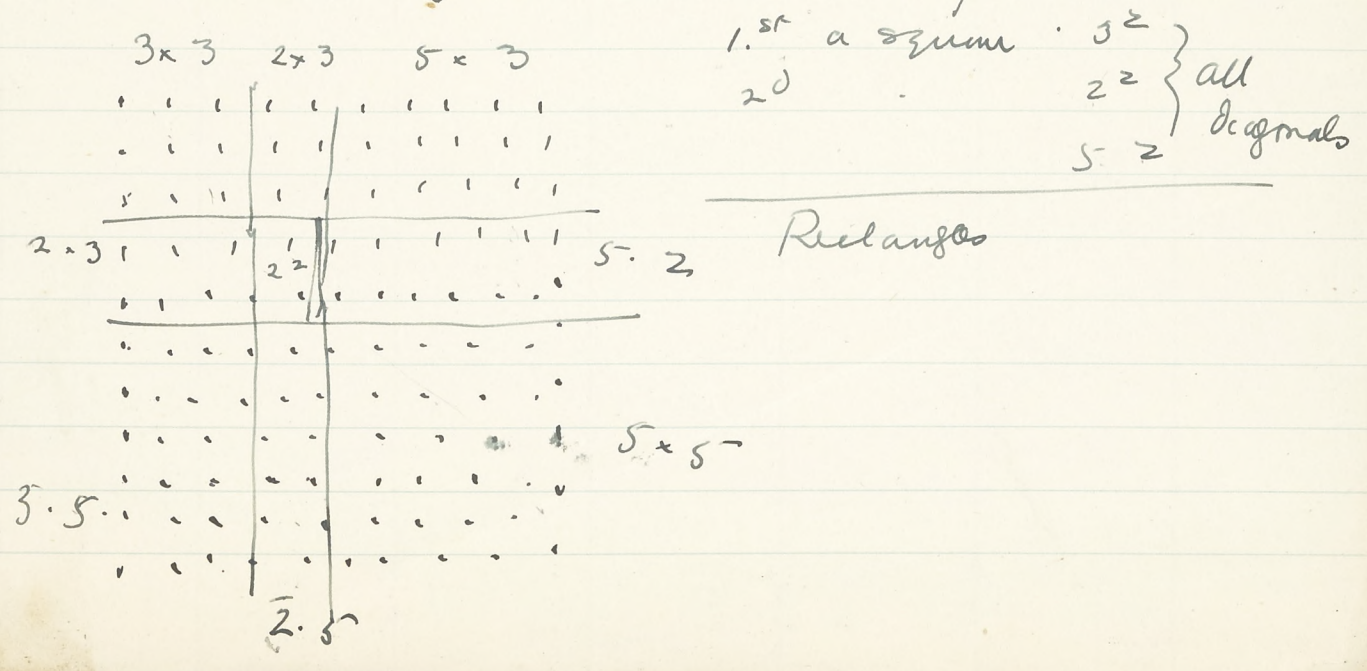 3 x 3 2 x 3 5 x 3
1.st a square . 3²
2d . 2² all
5 2 diagonals
2 . 3 2² 5 . 2
Rectangles
5 x 5
3 . 5 .
2 . 5